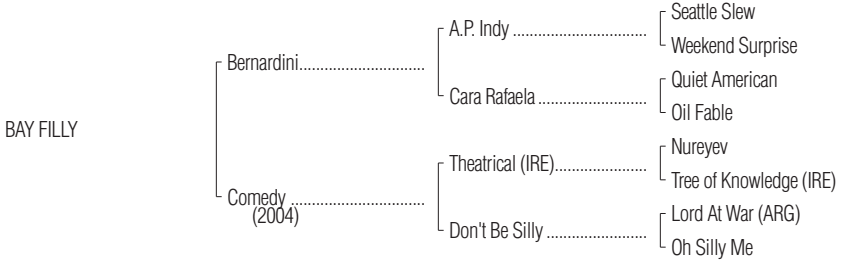 Seattle Slew
A.P. Indy ................................
Weekend Surprise
Bernardini..............................
Quiet American
Cara Rafaela ..........................
Oil Fable
BAY FILLY
Nureyev
Theatrical (IRE)......................
Tree of Knowledge (IRE)
Comedy ................................
(2004)
Lord At War (ARG)
Don't Be Silly ........................
Oh Silly Me